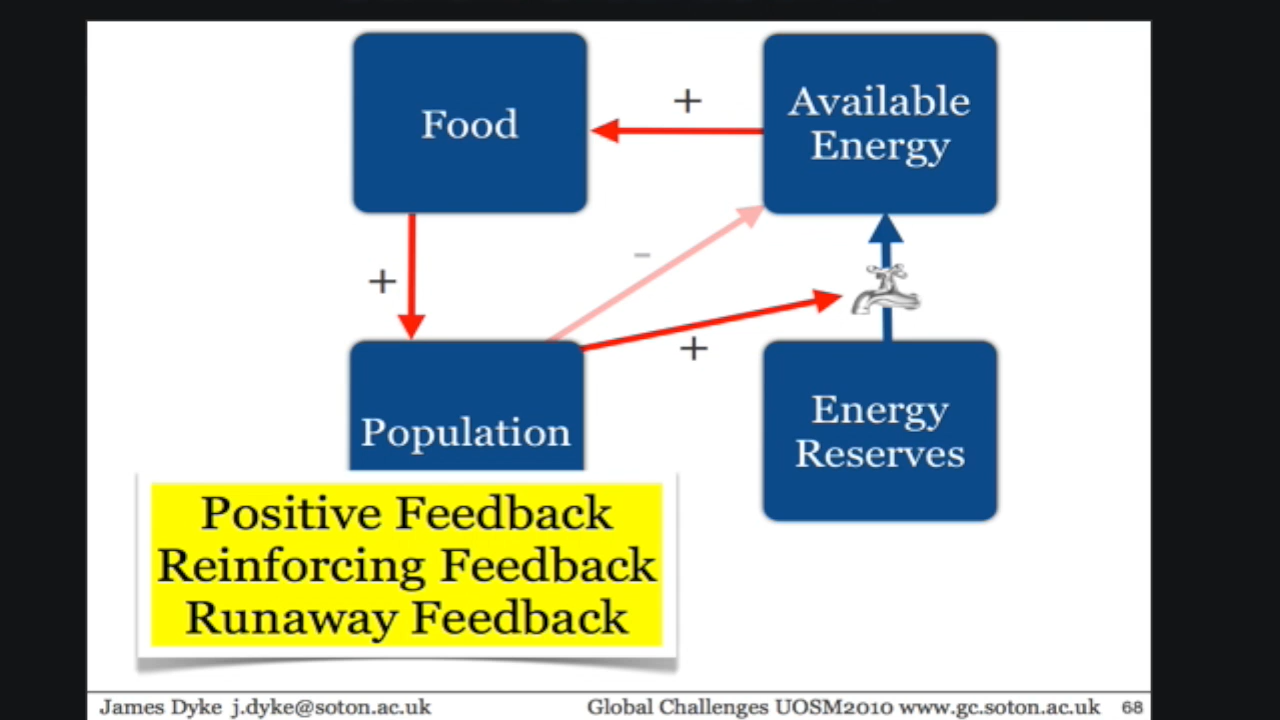 Food
+
Available
Energy
-
+
+
Population
Energy
Reserves
Positive Feedback
Reinforcing Feedback
Runaway Feedback
James Dyke j.dyke@soton.ac.uk
Global Challenges UOSM2010 www.gc.soton.ac.uk 68